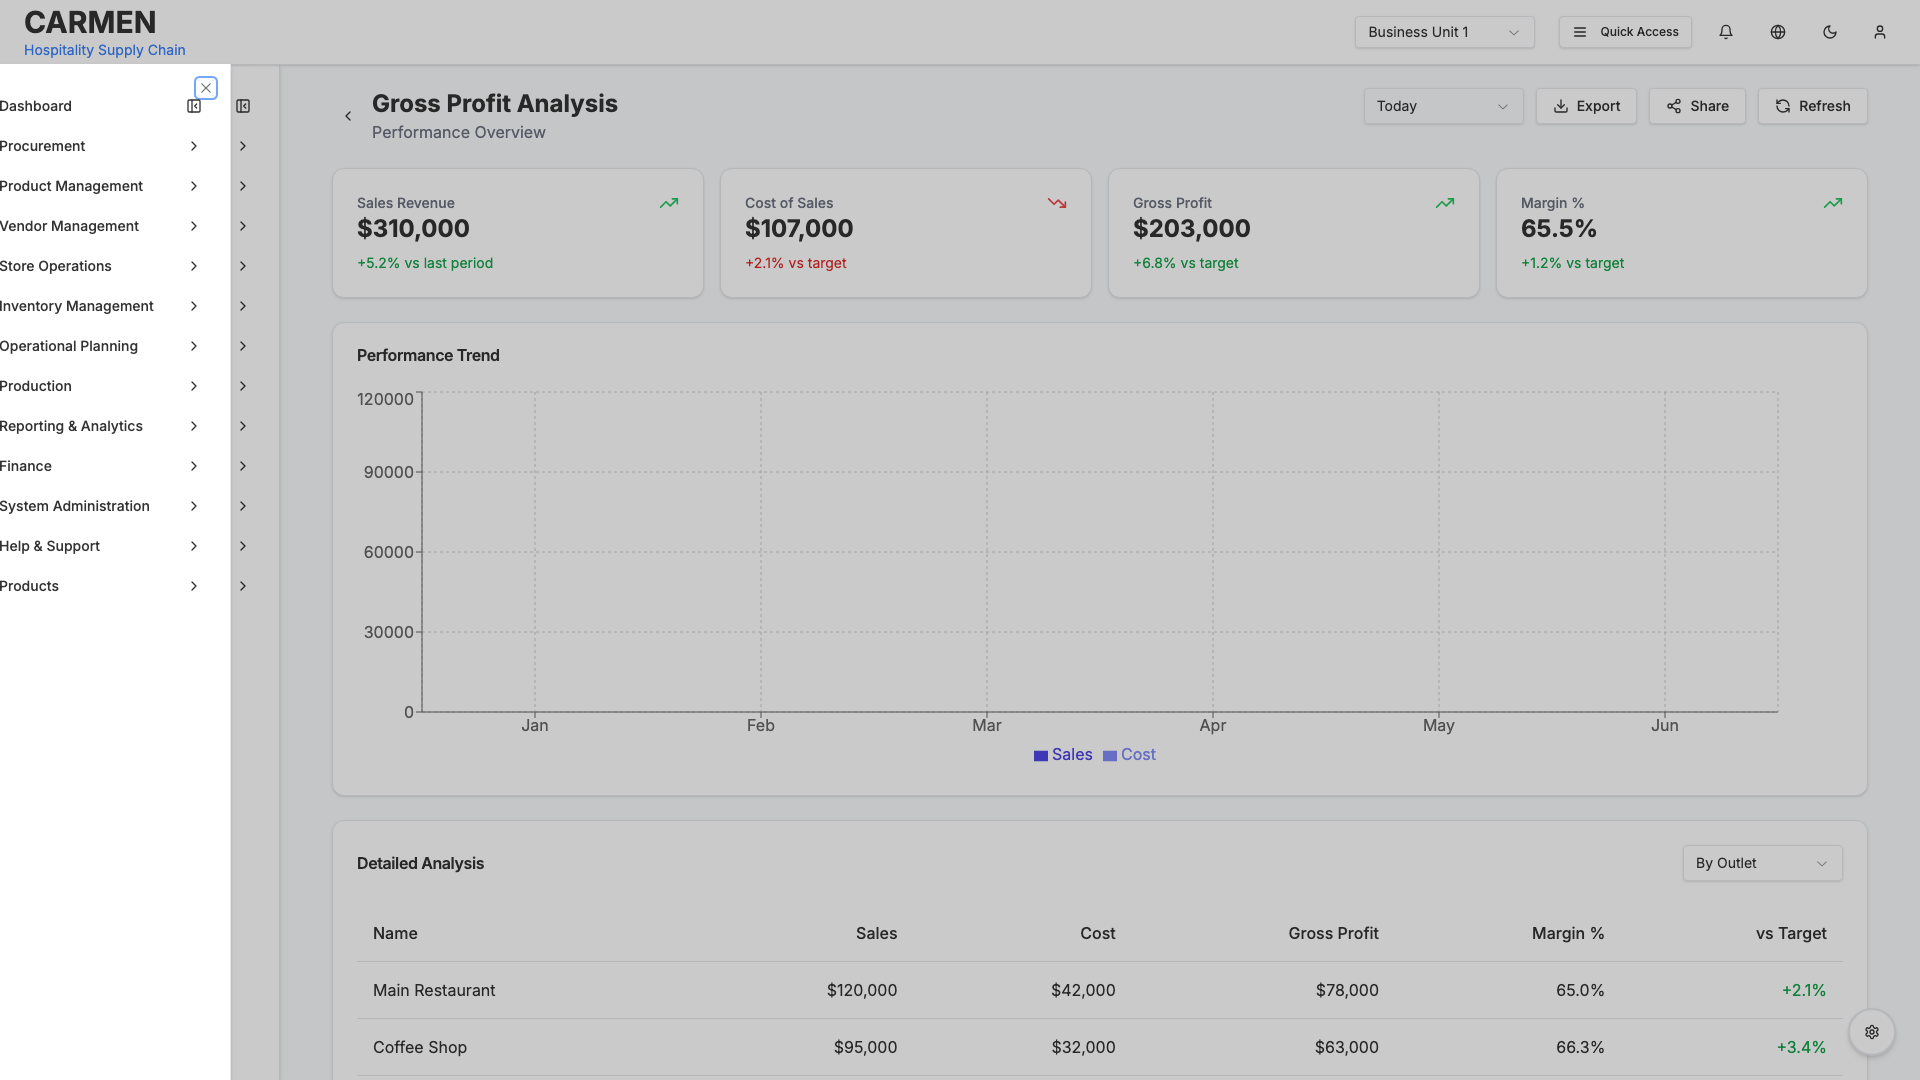 CARMEN
Hospitality Supply Chain
Business Unit 1
Quick Access
Dashboard
Procurement
Product Management
Vendor Management
Store Operations
Inventory Management
Operational Planning
Production
Reporting & Analytics
Finance
System Administration
Help & Support
Products
Gross Profit Analysis
Performance Overview
Today
Export
Share
Refresh
Sales Revenue
$310,000
+5.2% vs last period
Cost of Sales
$107,000
+2.1% vs target
Gross Profit
$203,000
+6.8% vs target
Margin %
65.5%
+1.2% vs target
Performance Trend
120000
90000
60000
30000
0
Jan Feb Mar Apr May Jun
Sales Cost
Detailed Analysis
By Outlet
Name Sales Cost Gross Profit Margin % vs Target
Main Restaurant $120,000 $42,000 $78,000 65.0% +2.1%
Coffee Shop $95,000 $32,000 $63,000 66.3% +3.4%